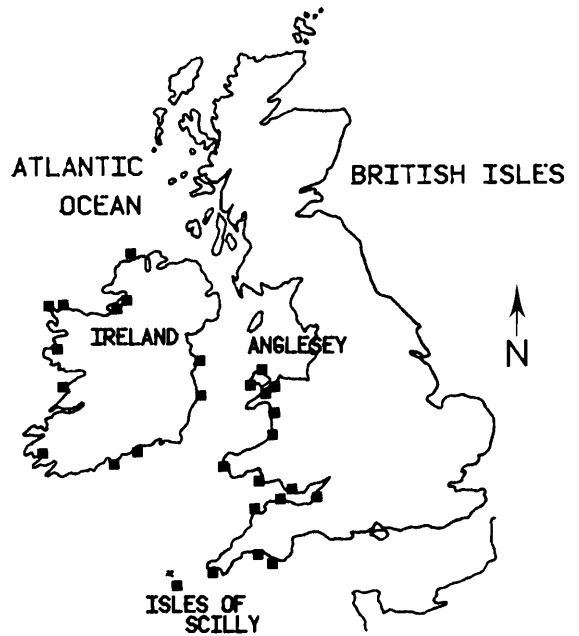 ATLANTIC
OCEAN
BRITISH ISLES
IRELAND
ANGLESEY
N
ISLES OF
SCILLY